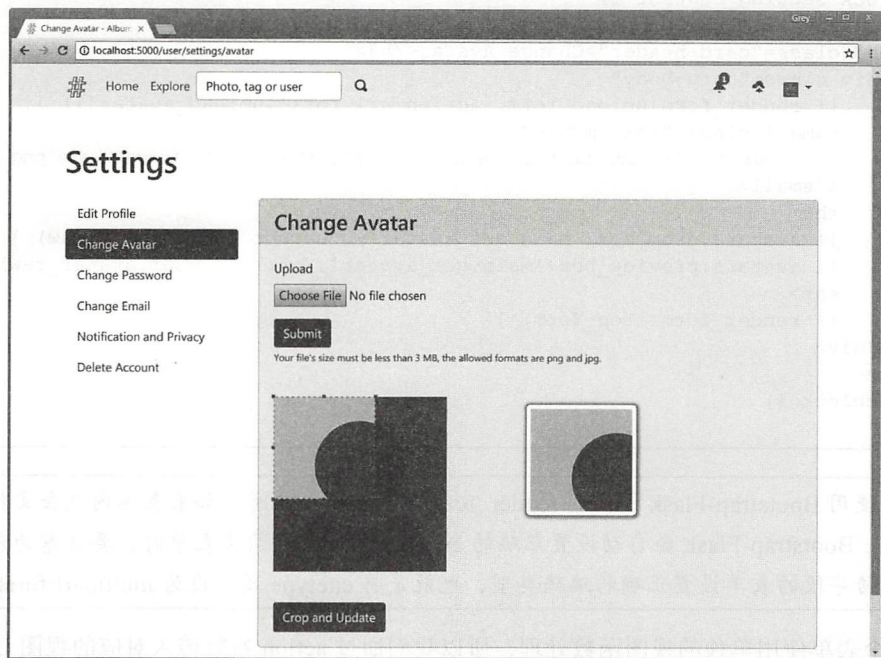 Change Avatar - Album
Grey
localhost:5000/user/settings/avatar
Home Explore Photo, tag or user
1
Settings
Edit Profile
Change Avatar
Change Password
Change Email
Notification and Privacy
Delete Account
Change Avatar
Upload
Choose File No file chosen
Submit
Your file's size must be less than 3 MB, the allowed formats are png and jpg.
Crop and Update